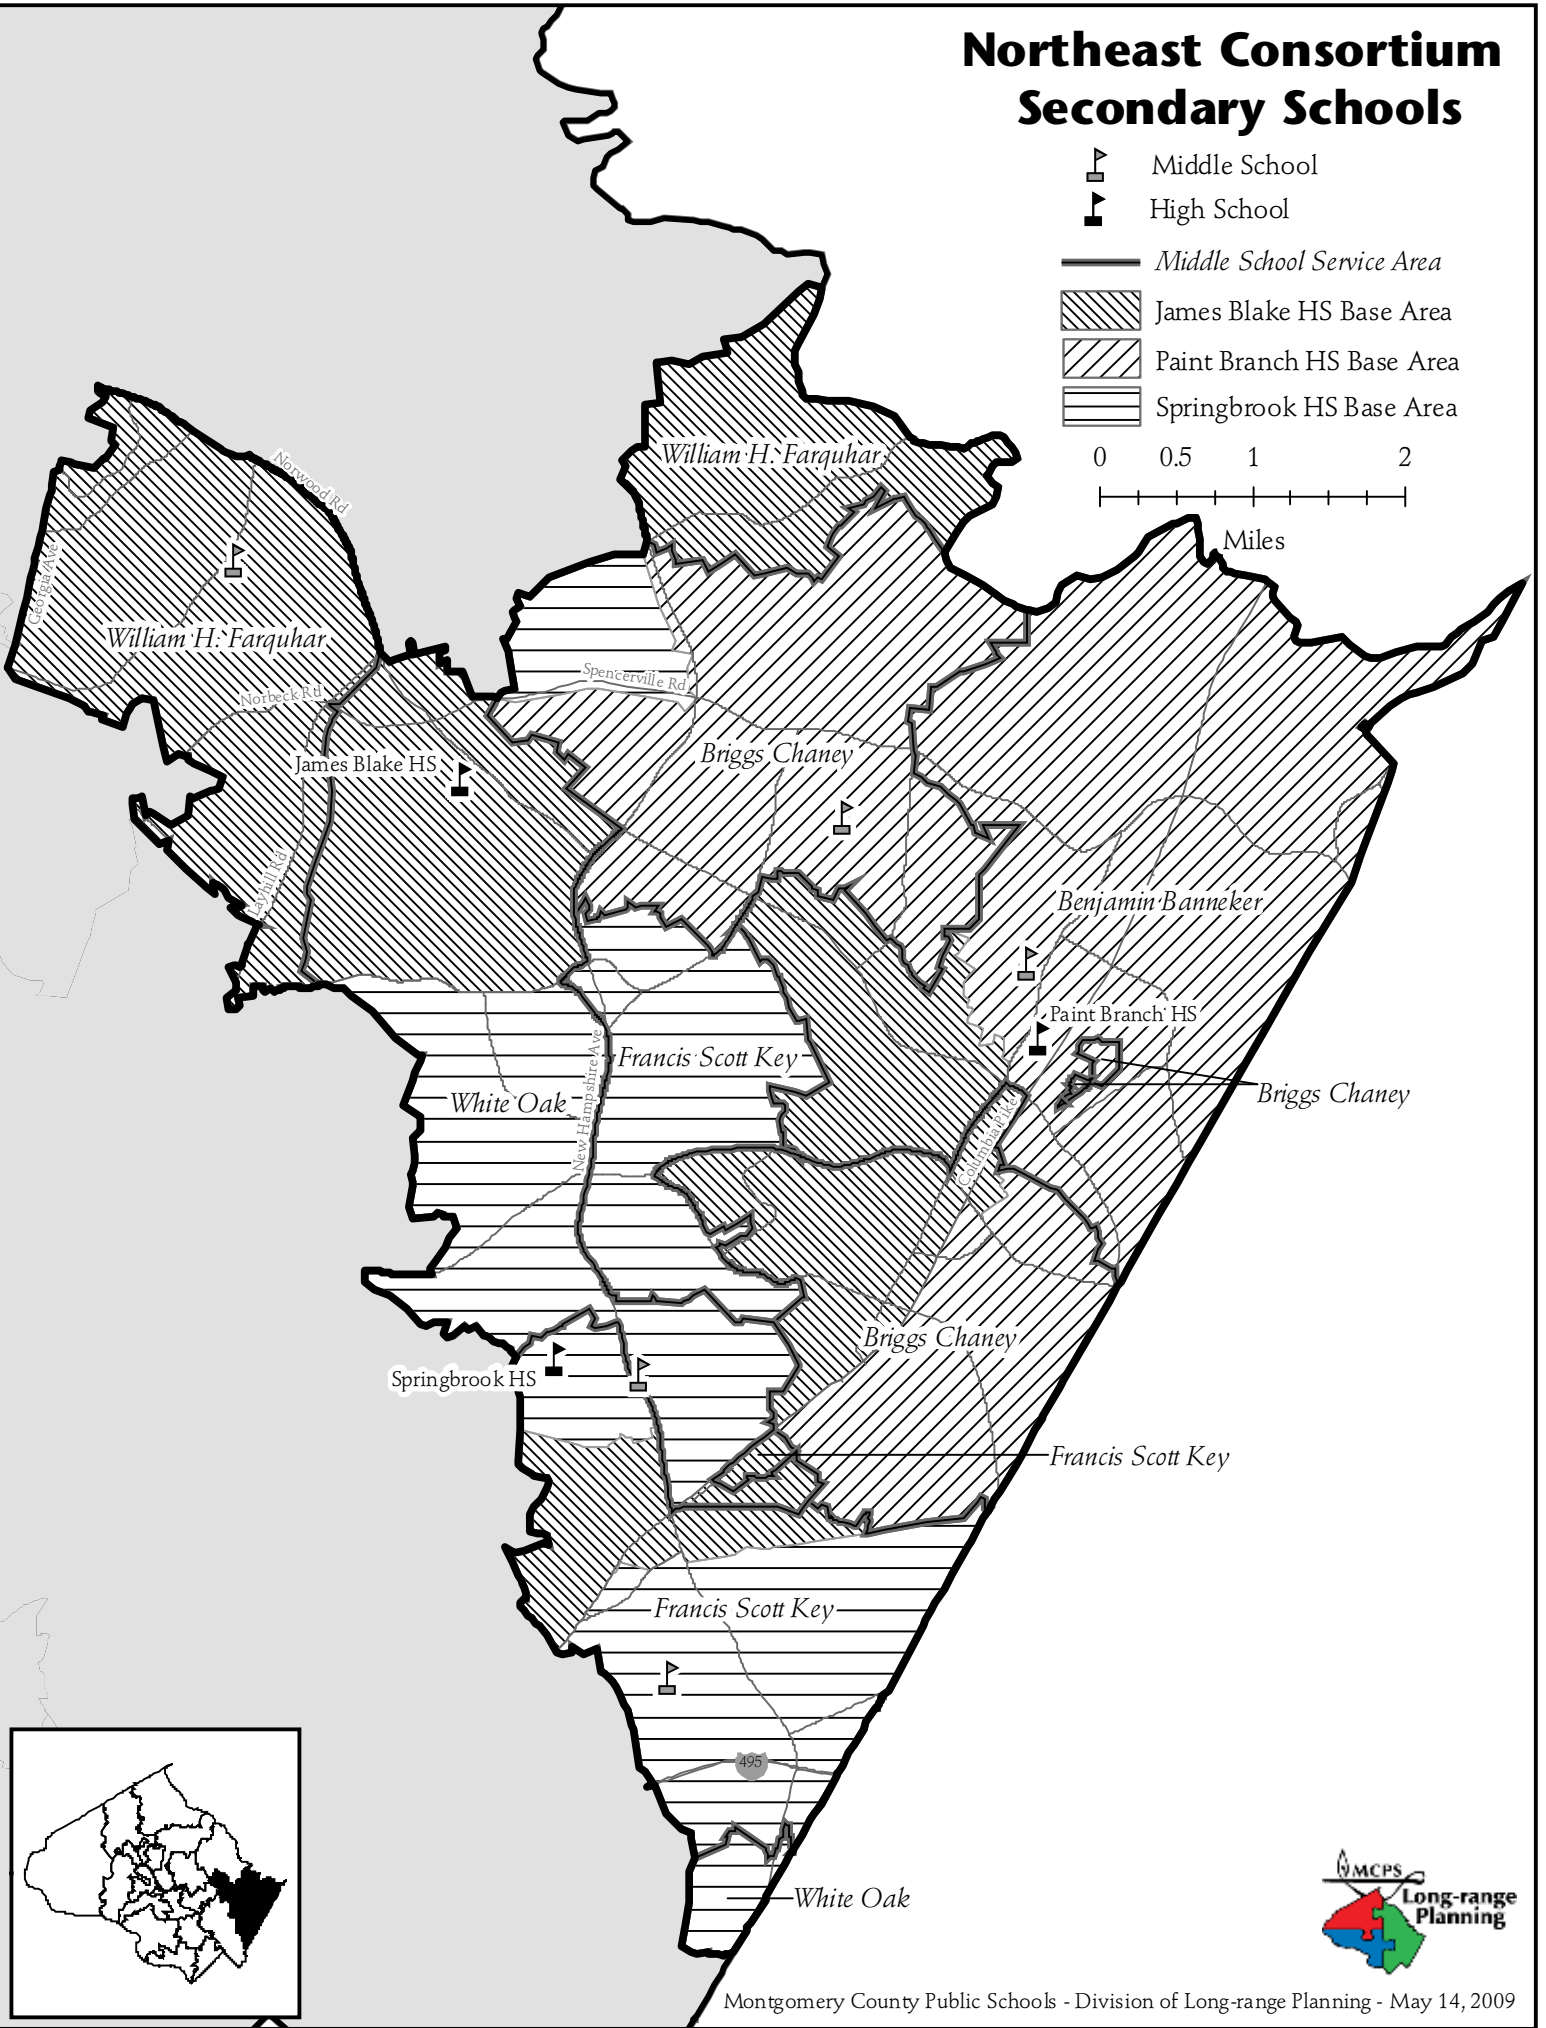 Northeast Consortium
Secondary Schools
Middle School
High School
Middle School Service Area
James Blake HS Base Area
Paint Branch HS Base Area
Springbrook HS Base Area
0 0.5 1 2
Miles
William H. Farquhar
Norwood Rd
Georgia Ave
William H. Farquhar
Spencerville Rd
Norbeck Rd
Briggs Chaney
James Blake HS
Layhill Rd
Benjamin Banneker
Paint Branch HS
Francis Scott Key
New Hampshire Ave
White Oak
Briggs Chaney
Columbia Pike
Briggs Chaney
Springbrook HS
Francis Scott Key
Francis Scott Key
495
White Oak
MCPS
Long-range
Planning
Montgomery County Public Schools - Division of Long-range Planning - May 14, 2009